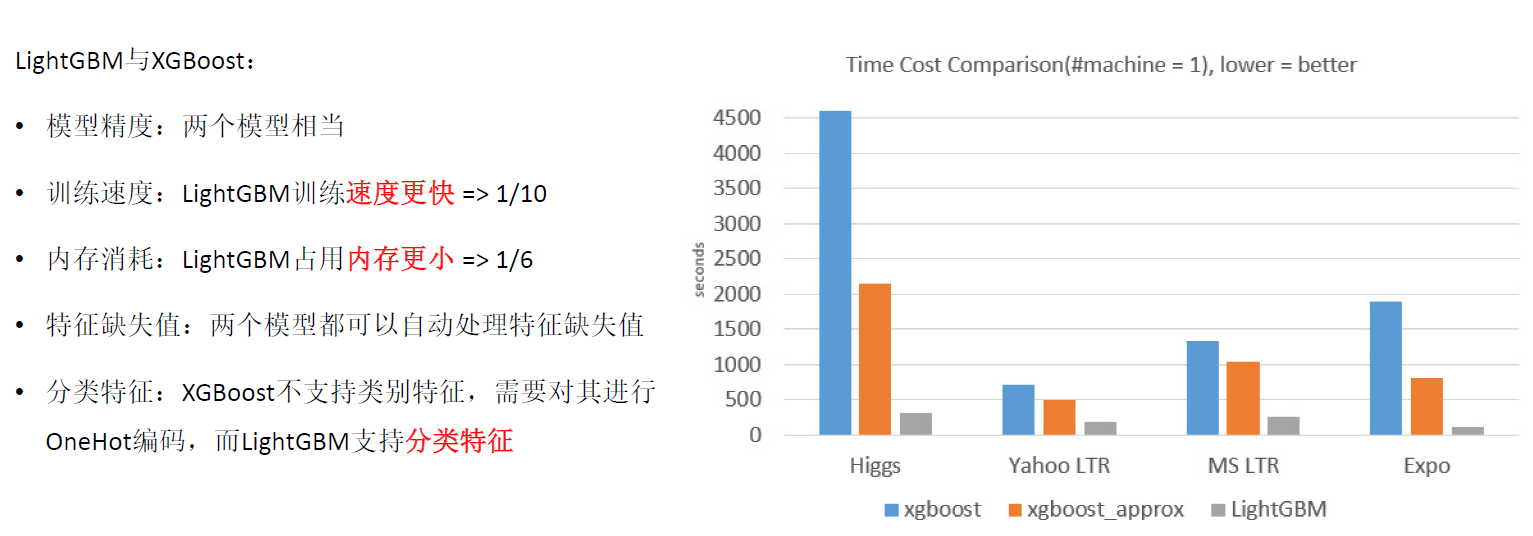 LightGBM与XGBoost：
• 模型精度：两个模型相当
• 训练速度：LightGBM训练速度更快 => 1/10
• 内存消耗：LightGBM占用内存更小 => 1/6
• 特征缺失值：两个模型都可以自动处理特征缺失值
• 分类特征：XGBoost不支持类别特征，需要对其进行
OneHot编码，而LightGBM支持分类特征
Time Cost Comparison(#machine = 1), lower = better
seconds
4500
4000
3500
3000
2500
2000
1500
1000
500
0
Higgs Yahoo LTR MS LTR Expo
xgboost xgboost_approx LightGBM